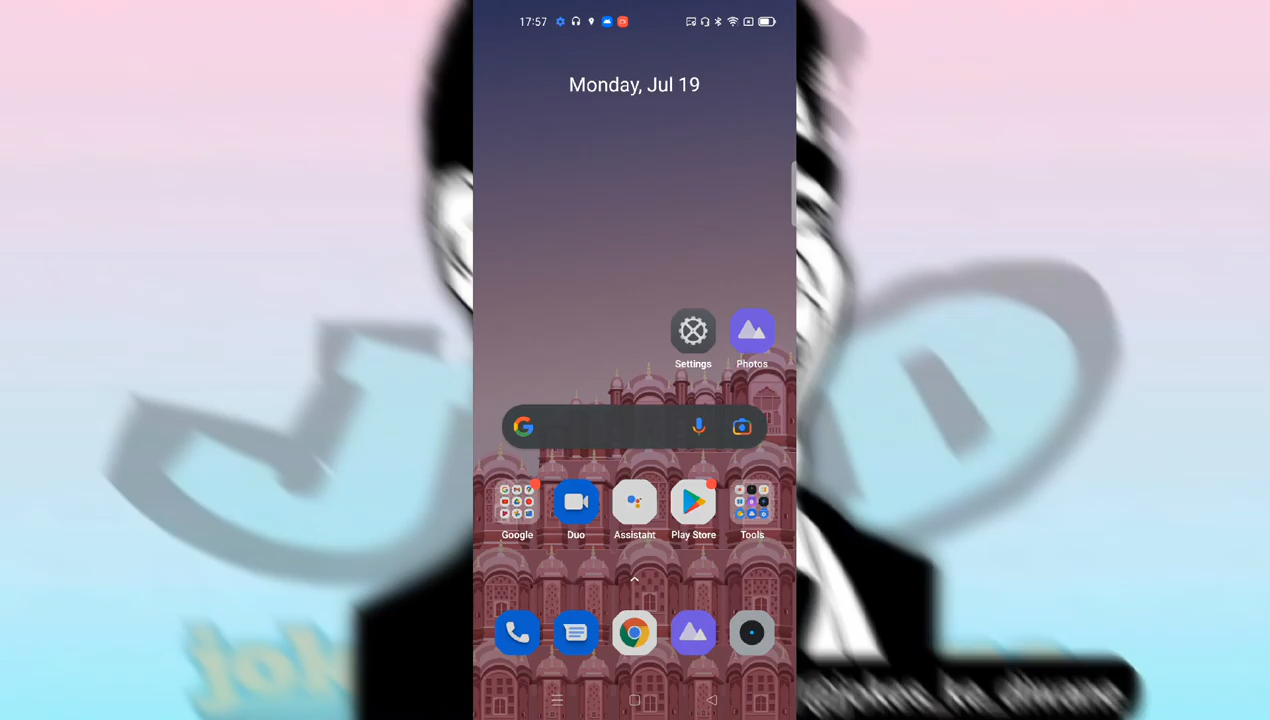 17:57
Monday, Jul 19
Settings
Photos
Google
Duo
Assistant
Play Store
Tools